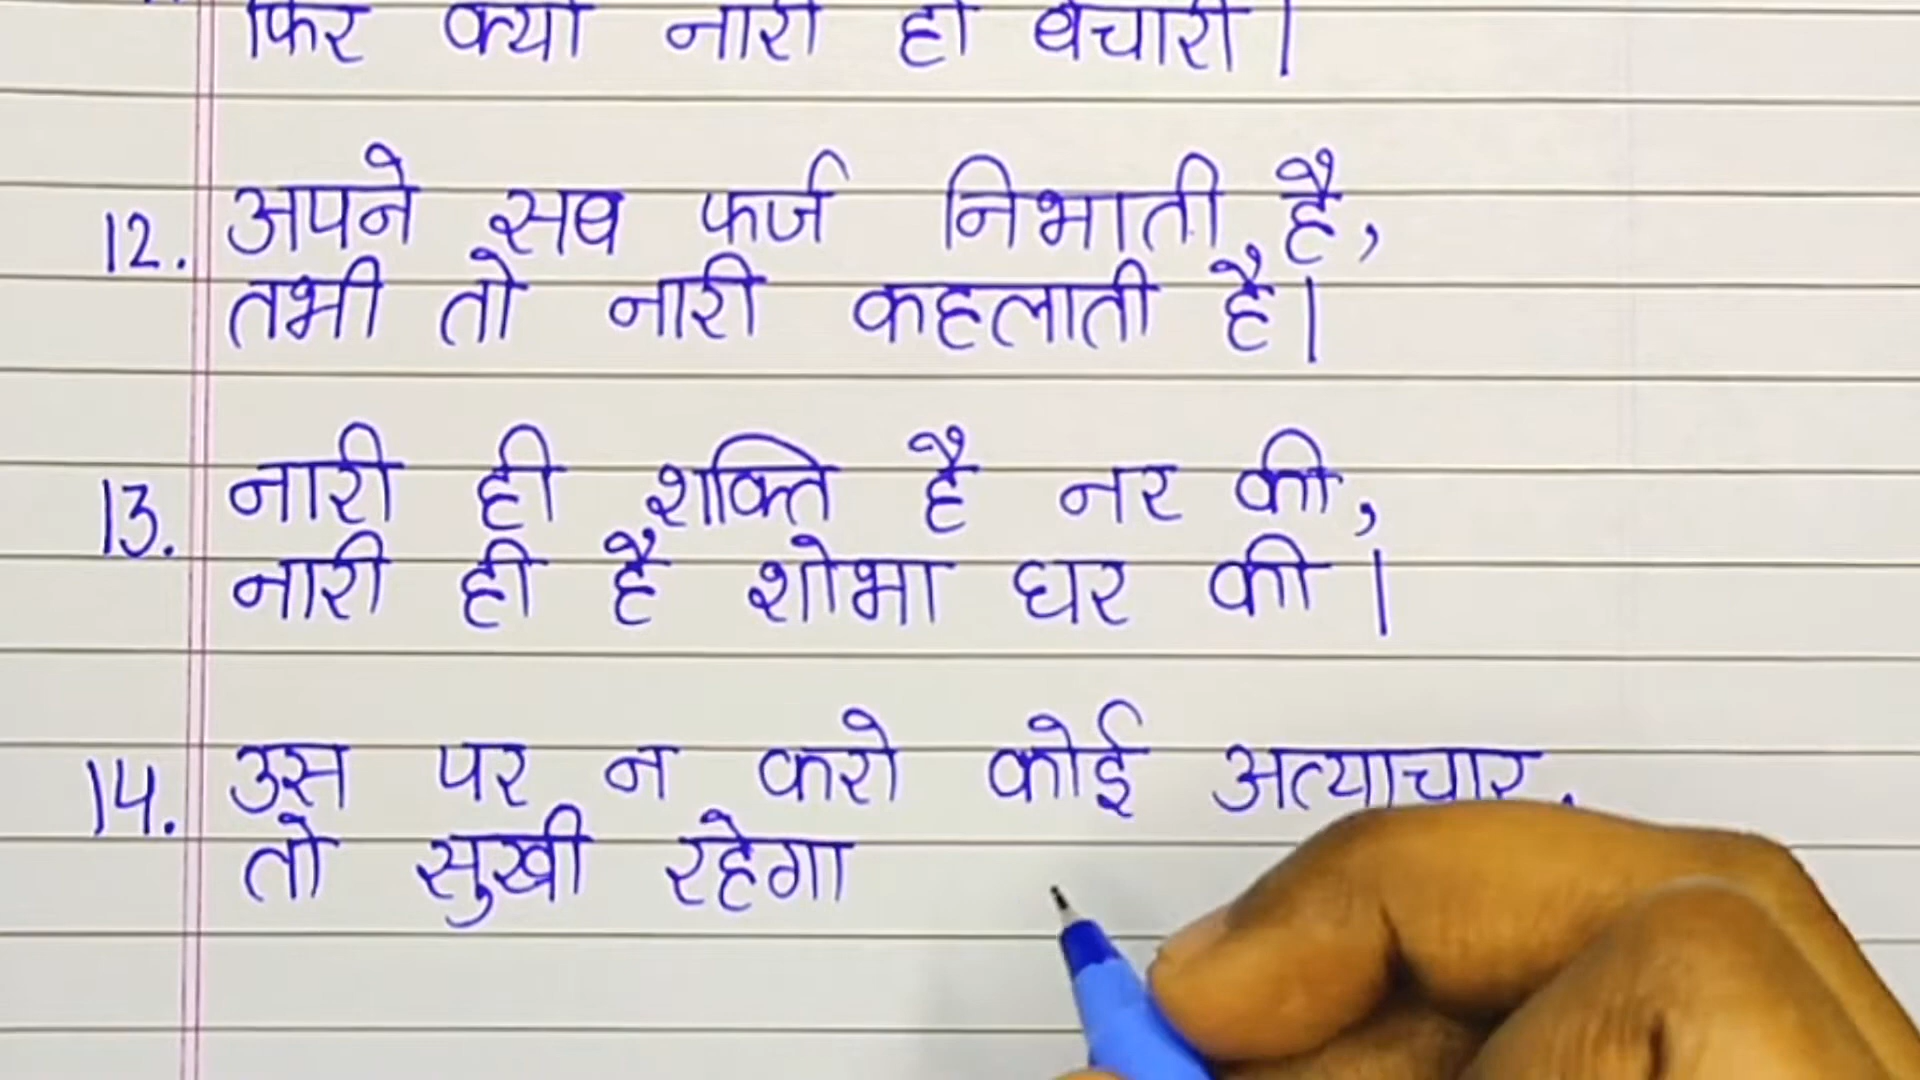 फिर क्यों नारी हो बेचारी।
12. अपने सब फर्ज निभाती है,
तभी तो नारी कहलाती है।
13. नारी ही शक्ति है नर की,
नारी ही है शोभा घर की।
14. उस पर न करो कोई अत्याचार,
तो सुखी रहेगा